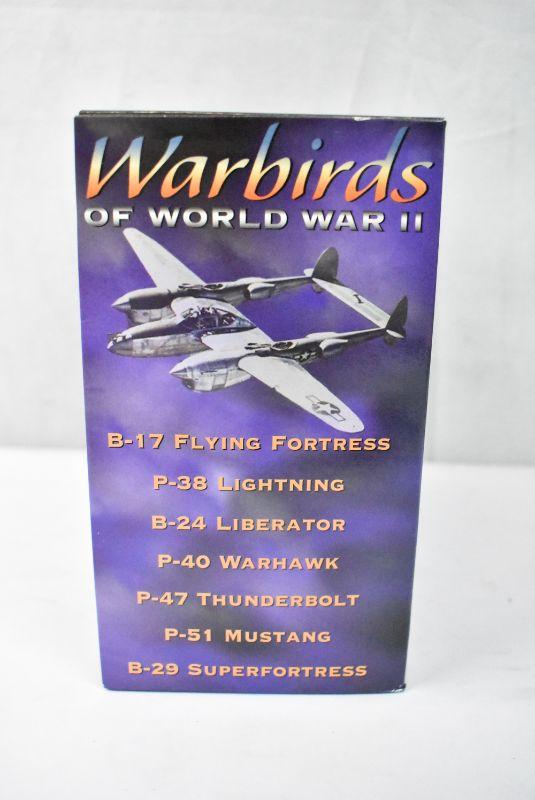 Warbirds
OF WORLD WAR II
B-17 FLYING FORTRESS
P-38 LIGHTNING
B-24 LIBERATOR
P-40 WARHAWK
P-47 THUNDERBOLT
P-51 MUSTANG
B-29 SUPERFORTRESS